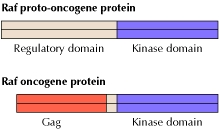 Raf proto-oncogene protein
Regulatory domain Kinase domain
Raf oncogene protein
Gag Kinase domain